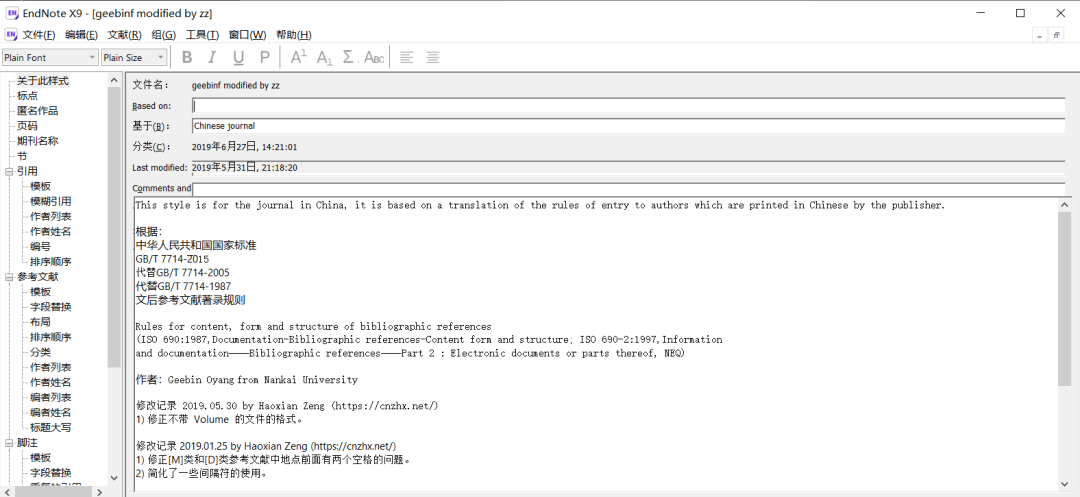 EndNote X9 - [geebinf modified by zz]
文件(F) 编辑(E) 文献(R) 组(G) 工具(T) 窗口(W) 帮助(H)
Plain Font Plain Size B I U P A1 A1 Σ ABC
关于此样式
标点
匿名作品
页码
期刊名称
节
引用
模板
模糊引用
作者列表
作者姓名
编号
排序顺序
参考文献
模板
字段替换
布局
排序顺序
分类
作者列表
作者姓名
编者列表
编者姓名
标题大写
脚注
模板
字段替换
重复的引用
文件名： geebinf modified by zz
Based on:
基于(B)： Chinese journal
分类(C)： 2019年6月27日, 14:21:01
Last modified: 2019年5月31日, 21:18:20
Comments and
This style is for the journal in China, it is based on a translation of the rules of entry to authors which are printed in Chinese by the publisher.
根据：
中华人民共和国国家标准
GB/T 7714-2015
代替GB/T 7714-2005
代替GB/T 7714-1987
文后参考文献著录规则
Rules for content, form and structure of bibliographic references
(ISO 690:1987,Documentation-Bibliographic references-Content form and structure; ISO 690-2:1997,Information
and documentation——Bibliographic references——Part 2 : Electronic documents or parts thereof, NEQ)
作者：Geebin Oyang from Nankai University
修改记录 2019.05.30 by Haoxian Zeng (https://cnzhx.net/)
1) 修正不带 Volume 的文件的格式。
修改记录 2019.01.25 by Haoxian Zeng (https://cnzhx.net/)
1) 修正[M]类和[D]类参考文献中地点前面有两个空格的问题。
2) 简化了一些间隔符的使用。